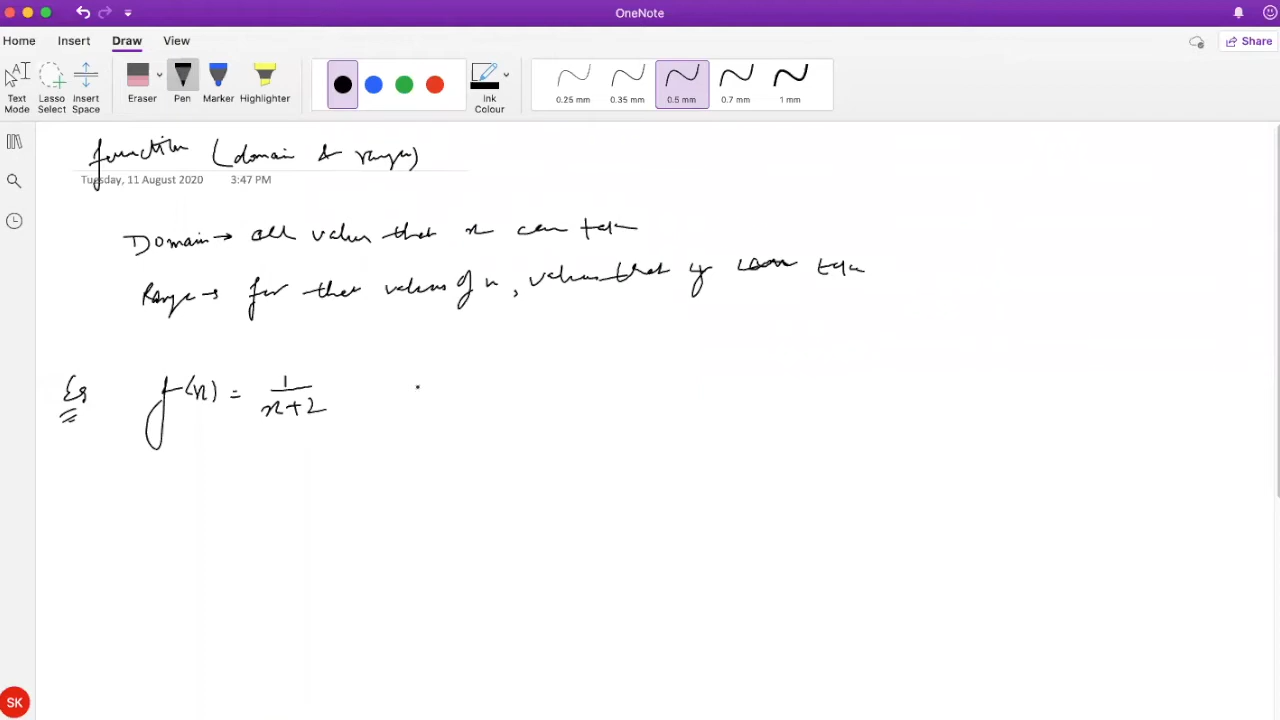 OneNote
Home Insert Draw View
Share
Text Mode
Lasso Select
Insert Space
Eraser
Pen
Marker
Highlighter
Ink Colour
0.25 mm 0.35 mm 0.5 mm 0.7 mm 1 mm
function (domain & range)
Tuesday, 11 August 2020 3:47 PM
Domain → all values that x can take
Range → for that values of x, values that y can take
Eg f(x) = 1/(x+2)
SK